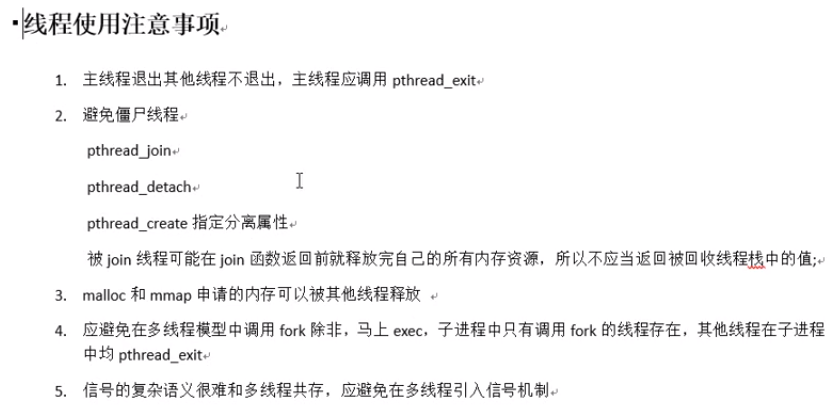 线程使用注意事项
1. 主线程退出其他线程不退出，主线程应调用 pthread_exit
2. 避免僵尸线程
pthread_join
pthread_detach
pthread_create 指定分离属性
被 join 线程可能在 join 函数返回前就释放完自己的所有内存资源，所以不应当返回被回收线程栈中的值;
3. malloc 和 mmap 申请的内存可以被其他线程释放
4. 应避免在多线程模型中调用 fork 除非，马上 exec，子进程中只有调用 fork 的线程存在，其他线程在子进程
中均 pthread_exit
5. 信号的复杂语义很难和多线程共存，应避免在多线程引入信号机制